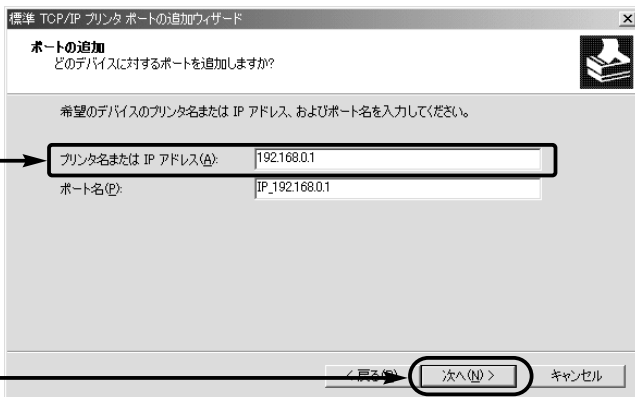 標準 TCP/IP プリンタ ポートの追加ウィザード
ポートの追加
どのデバイスに対するポートを追加しますか?
希望のデバイスのプリンタ名または IP アドレス、およびポート名を入力してください。
プリンタ名または IP アドレス(A): 192.168.0.1
ポート名(P): IP_192.168.0.1
< 戻る(B) 次へ(N) > キャンセル